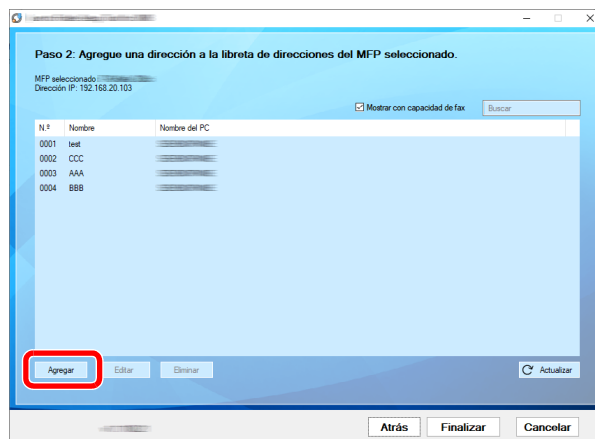 Paso 2: Agregue una dirección a la libreta de direcciones del MFP seleccionado.
MFP seleccionado
Dirección IP: 192.168.20.103
Mostrar con capacidad de fax Buscar
N.º Nombre Nombre del PC
0001 test
0002 CCC
0003 AAA
0004 BBB
Agregar Editar Eliminar Actualizar
Atrás Finalizar Cancelar